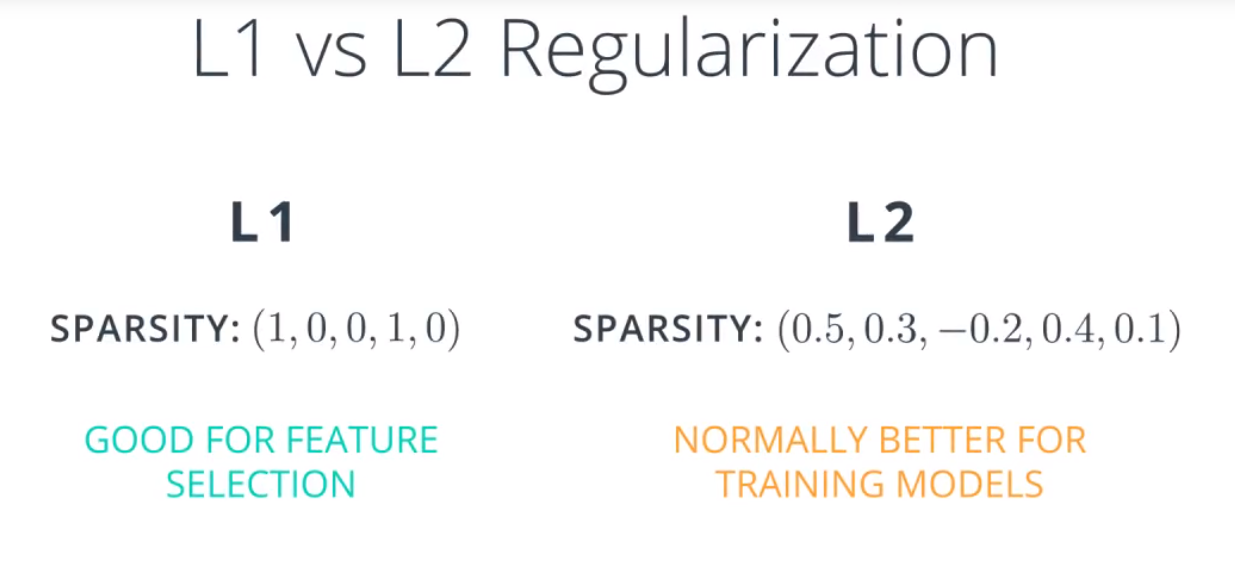 L1 vs L2 Regularization
L1
SPARSITY: (1, 0, 0, 1, 0)
GOOD FOR FEATURE
SELECTION
L2
SPARSITY: (0.5, 0.3, −0.2, 0.4, 0.1)
NORMALLY BETTER FOR
TRAINING MODELS